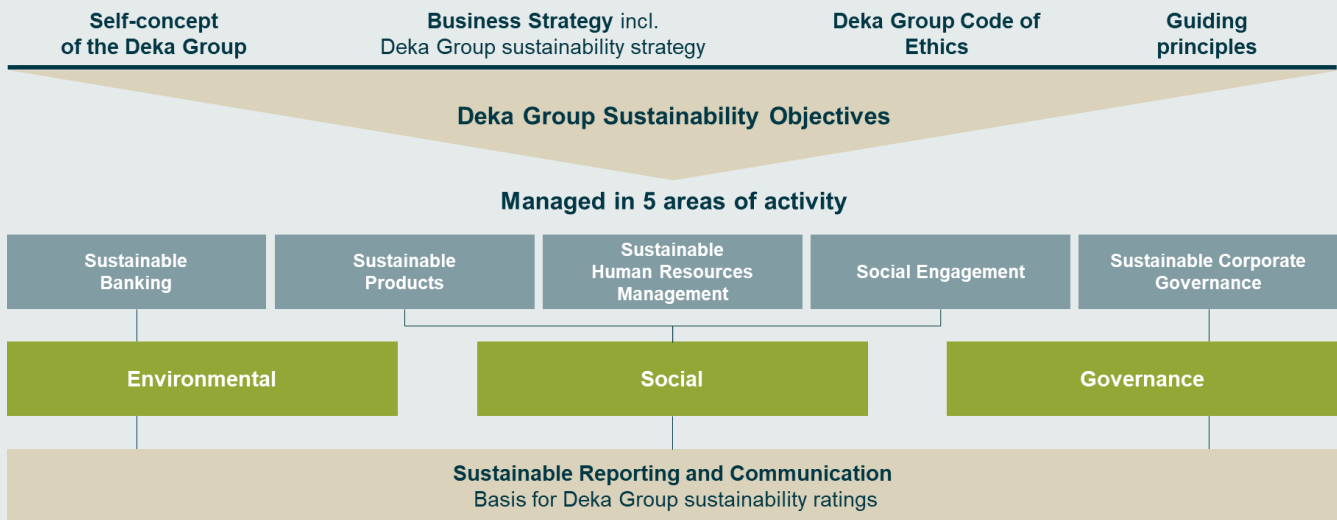 Self-concept
of the Deka Group
Business Strategy incl.
Deka Group sustainability strategy
Deka Group Code of
Ethics
Guiding
principles
Deka Group Sustainability Objectives
Managed in 5 areas of activity
Sustainable
Banking
Sustainable
Products
Sustainable
Human Resources
Management
Social Engagement
Sustainable Corporate
Governance
Environmental
Social
Governance
Sustainable Reporting and Communication
Basis for Deka Group sustainability ratings